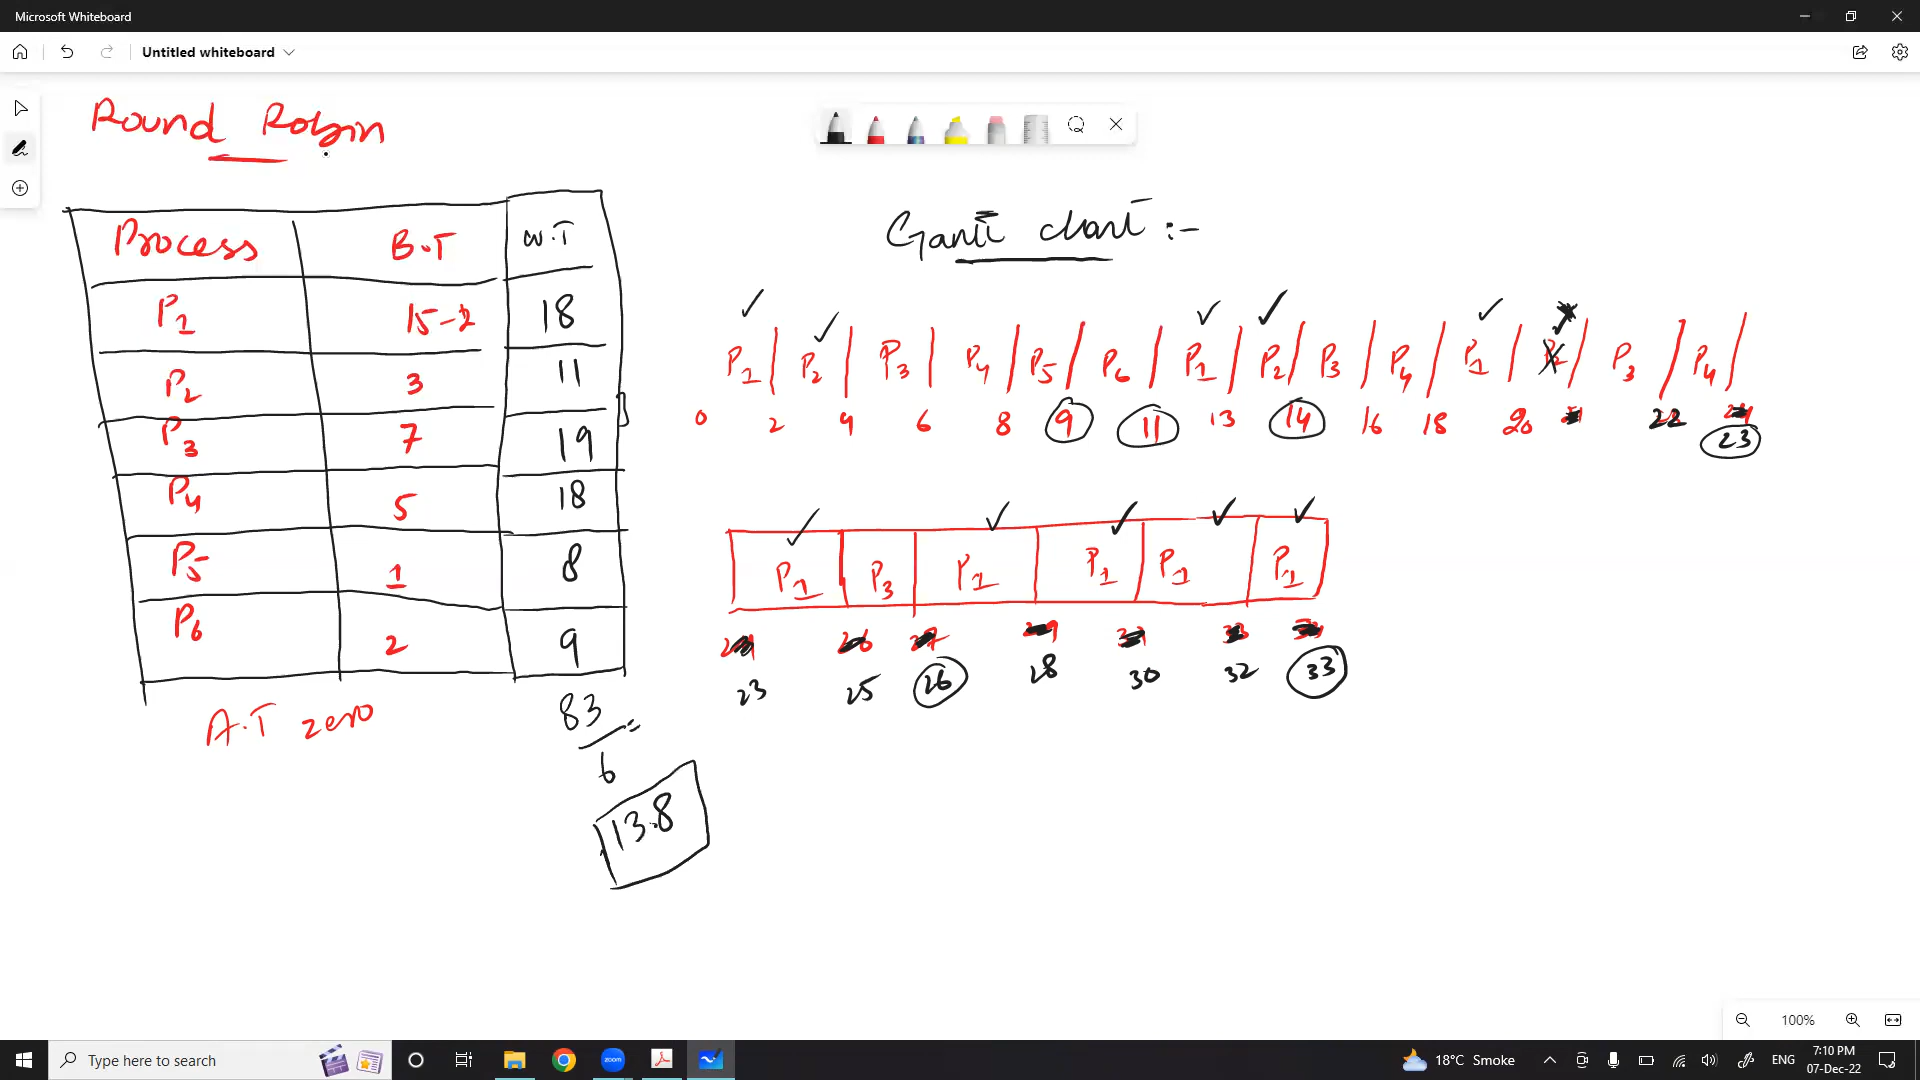 Microsoft Whiteboard
Untitled whiteboard
Round Robin
Process B.T W.T
P1 15-2 18
P2 3 11
P3 7 19
P4 5 18
P5 1 8
P6 2 9
A.T zero
83
6
=
13.8
Gantt chart :-
P1 P2 P3 P4 P5 P6 P1 P2 P3 P4 P1 P3 P4
0 2 4 6 8 9 11 13 14 16 18 20 22
23
P1 P3 P1 P1 P1 P1
23 25 26 28 30 32 33
100%
Type here to search
zoom
18°C Smoke
ENG
7:10 PM
07-Dec-22